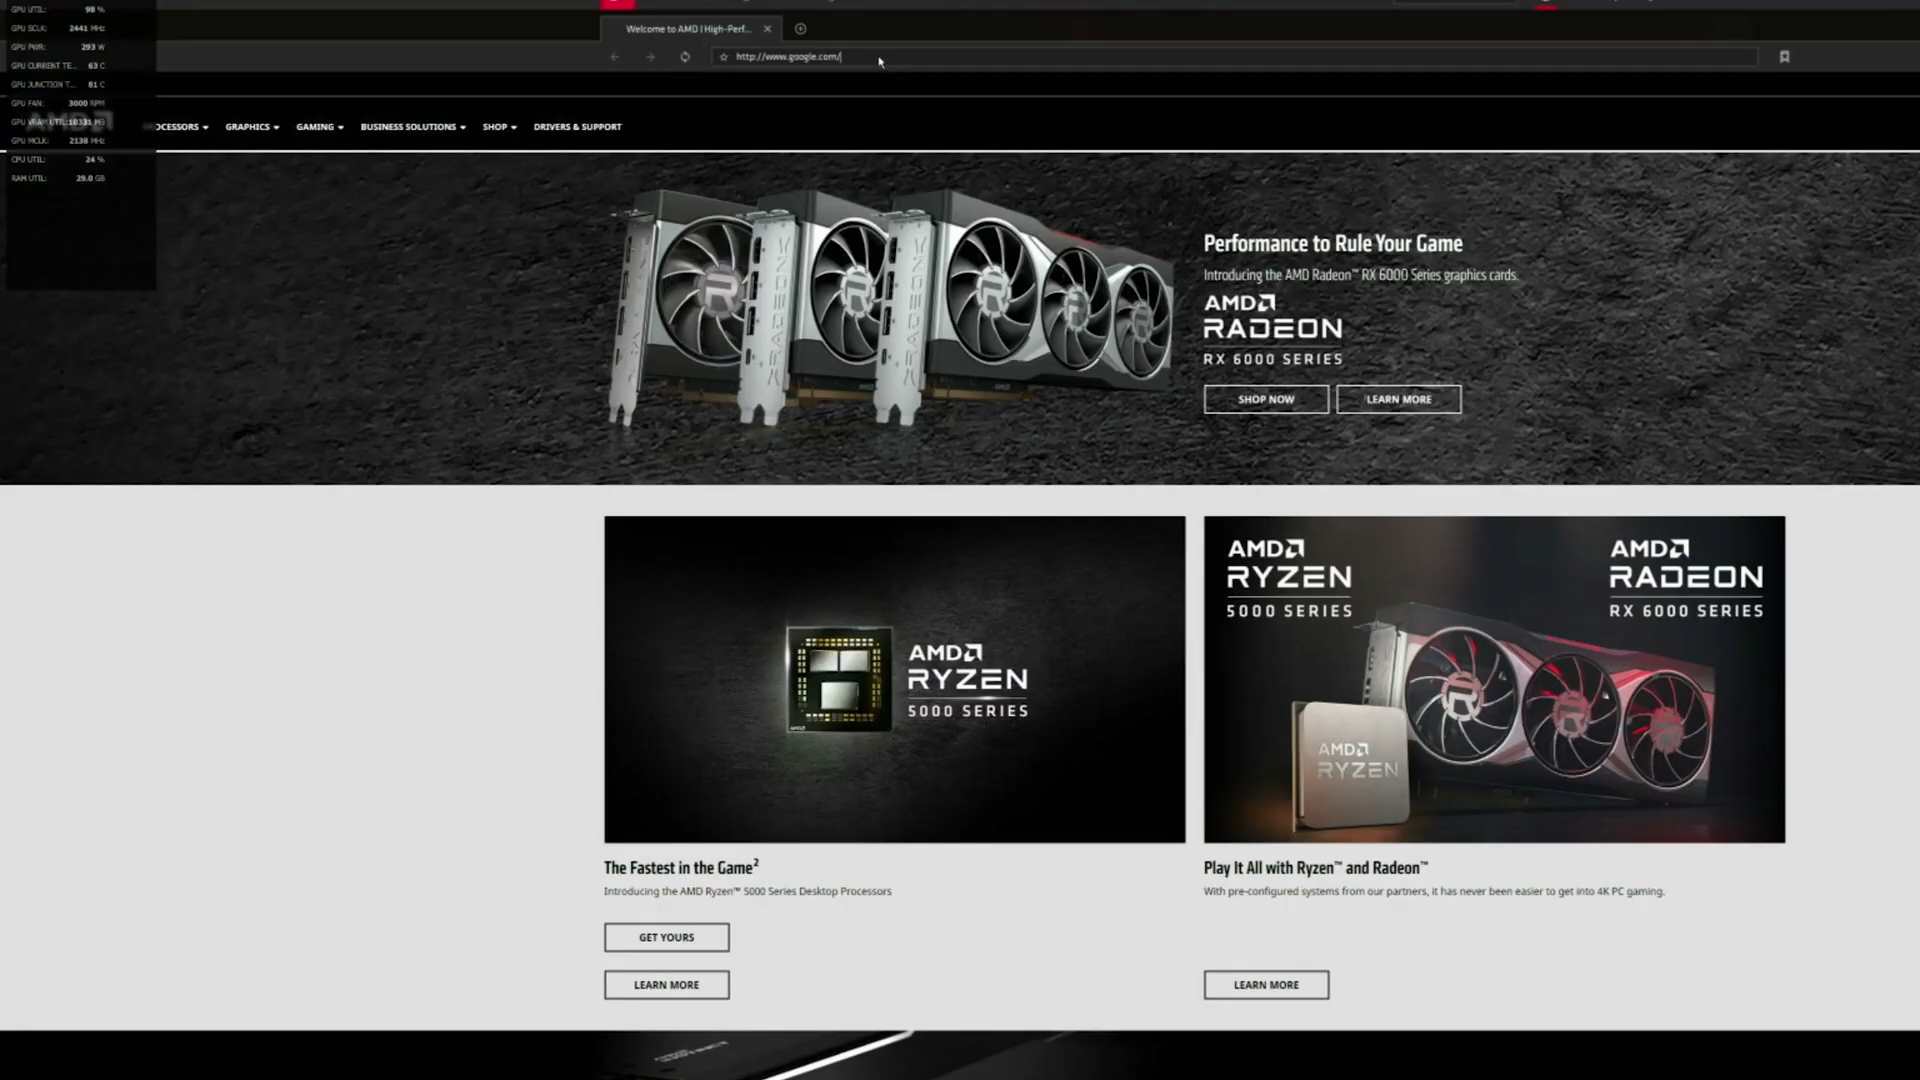 GPU UTIL: 98 %
GPU SCLK: 2441 MHz
GPU PWR: 293 W
GPU CURRENT TE... 63 C
GPU JUNCTION T... 81 C
GPU FAN: 3000 RPM
GPU VRAM UTIL: 10331 MB
GPU MCLK: 2138 MHz
CPU UTIL: 24 %
RAM UTIL: 29.0 GB
Welcome to AMD | High-Perf...
http://www.google.com/
AMD
OCESSORS GRAPHICS GAMING BUSINESS SOLUTIONS SHOP DRIVERS & SUPPORT
RADEON
RADEON
Performance to Rule Your Game
Introducing the AMD Radeon™ RX 6000 Series graphics cards.
AMD
RADEON
RX 6000 SERIES
SHOP NOW LEARN MORE
AMD
RYZEN
5000 SERIES
AMD
RYZEN
5000 SERIES
AMD
RADEON
RX 6000 SERIES
AMD
RYZEN
The Fastest in the Game²
Introducing the AMD Ryzen™ 5000 Series Desktop Processors
GET YOURS
LEARN MORE
Play It All with Ryzen™ and Radeon™
With pre-configured systems from our partners, it has never been easier to get into 4K PC gaming.
LEARN MORE